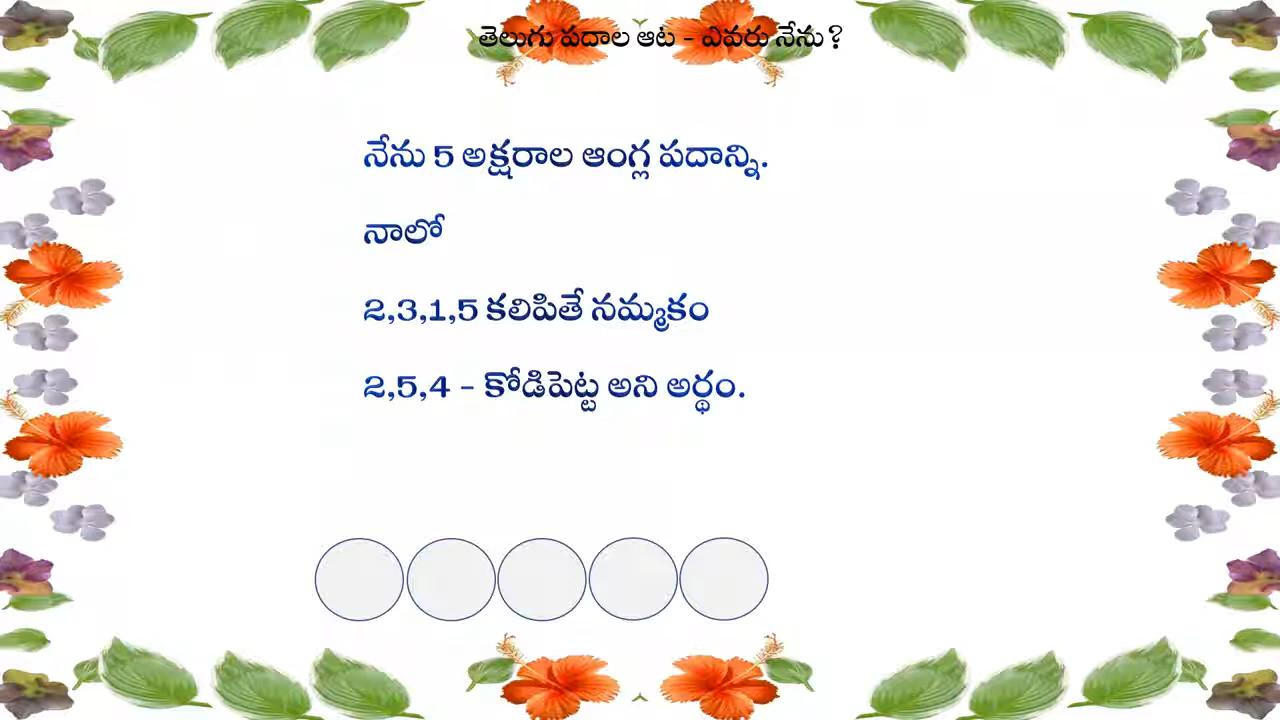 తెలుగు పదాల ఆట - ఎవరు నేను?
నేను 5 అక్షరాల ఆంగ్ల పదాన్ని.
నాలో
2,3,1,5 కలిపితే నమ్మకం
2,5,4 - కోడిపెట్ట అని అర్థం.